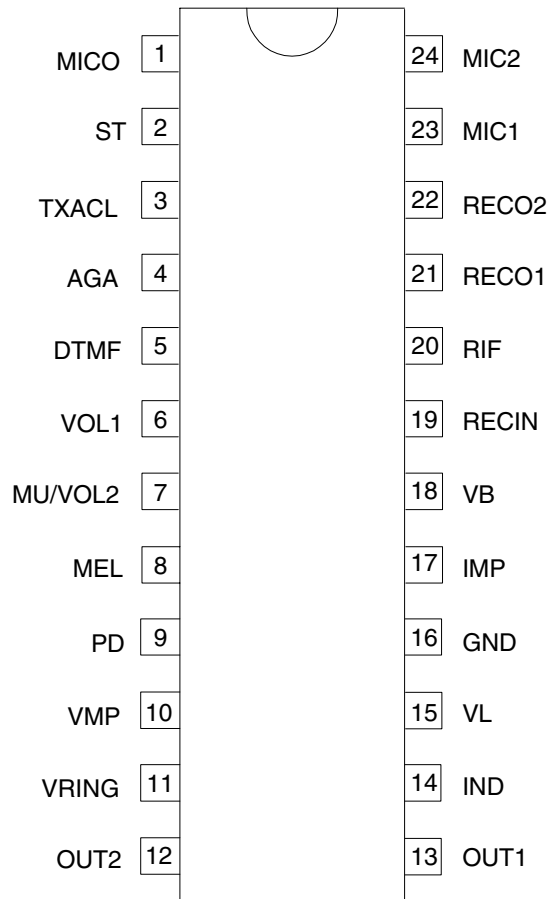 MICO 1 24 MIC2
ST 2 23 MIC1
TXACL 3 22 RECO2
AGA 4 21 RECO1
DTMF 5 20 RIF
VOL1 6 19 RECIN
MU/VOL2 7 18 VB
MEL 8 17 IMP
PD 9 16 GND
VMP 10 15 VL
VRING 11 14 IND
OUT2 12 13 OUT1